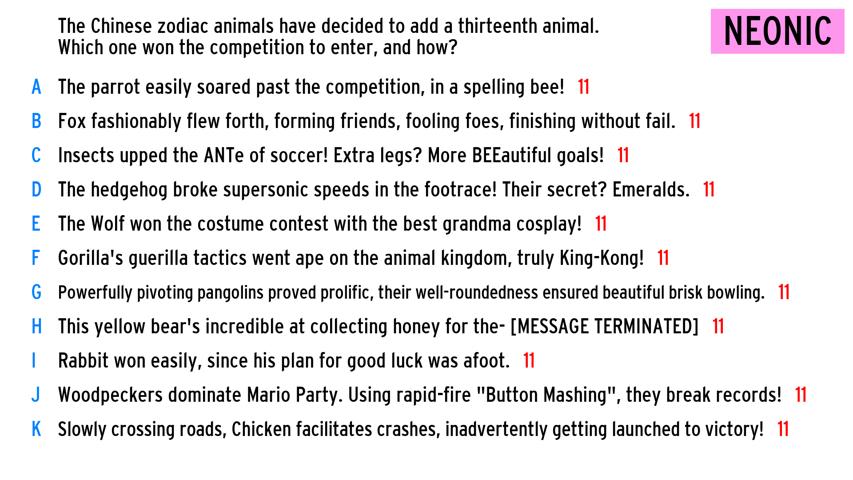 The Chinese zodiac animals have decided to add a thirteenth animal.
Which one won the competition to enter, and how?
NEONIC
A The parrot easily soared past the competition, in a spelling bee! 11
B Fox fashionably flew forth, forming friends, fooling foes, finishing without fail. 11
C Insects upped the ANTe of soccer! Extra legs? More BEEautiful goals! 11
D The hedgehog broke supersonic speeds in the footrace! Their secret? Emeralds. 11
E The Wolf won the costume contest with the best grandma cosplay! 11
F Gorilla's guerilla tactics went ape on the animal kingdom, truly King-Kong! 11
G Powerfully pivoting pangolins proved prolific, their well-roundedness ensured beautiful brisk bowling. 11
H This yellow bear's incredible at collecting honey for the- [MESSAGE TERMINATED] 11
I Rabbit won easily, since his plan for good luck was afoot. 11
J Woodpeckers dominate Mario Party. Using rapid-fire "Button Mashing", they break records! 11
K Slowly crossing roads, Chicken facilitates crashes, inadvertently getting launched to victory! 11